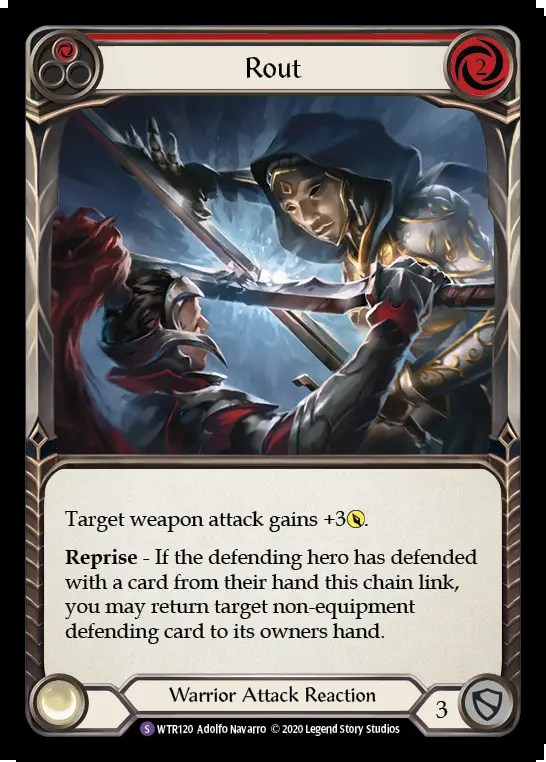 Rout
2
Target weapon attack gains +3.
Reprise - If the defending hero has defended
with a card from their hand this chain link,
you may return target non-equipment
defending card to its owners hand.
Warrior Attack Reaction
3
S WTR120 Adolfo Navarro © 2020 Legend Story Studios